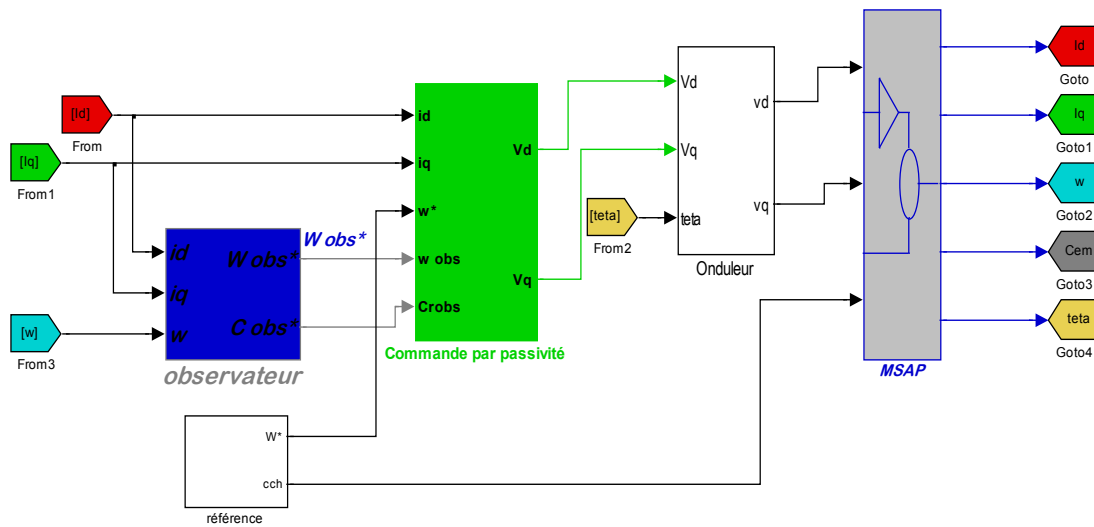 [Id]
From
[Iq]
From1
[w]
From3
id
iq
w
W obs*
C obs*
observateur
W obs*
W*
cch
référence
id
iq
w*
w obs
Crobs
Vd
Vq
Commande par passivité
[teta]
From2
Vd
Vq
teta
vd
vq
Onduleur
MSAP
Id
Goto
Iq
Goto1
w
Goto2
Cem
Goto3
teta
Goto4